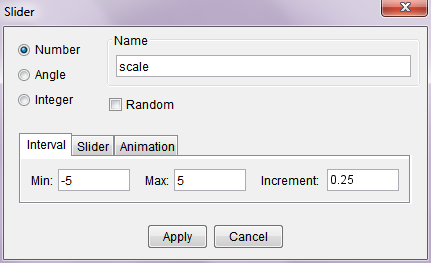 Slider
Number
Angle
Integer
Name
scale
Random
Interval Slider Animation
Min: -5 Max: 5 Increment: 0.25
Apply Cancel